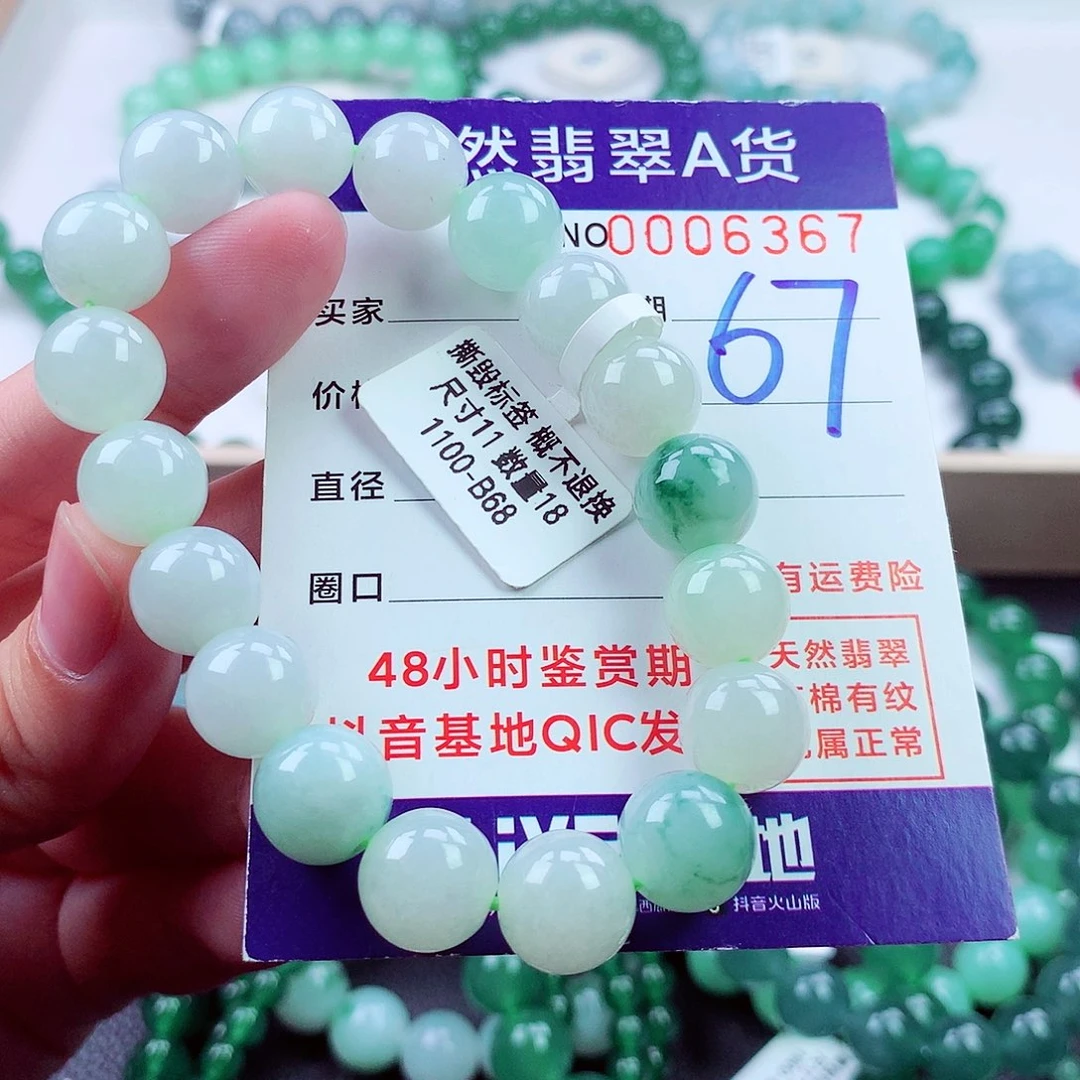 然翡翠A货
NO0006367
买家
期
67
价格
撕毁标签 概不退换
尺寸11 数量18
1100-B68
直径
圈口
有运费险
48小时鉴赏期
天然翡翠
棉有纹
属正常
抖音基地QIC发
地
抖音火山版